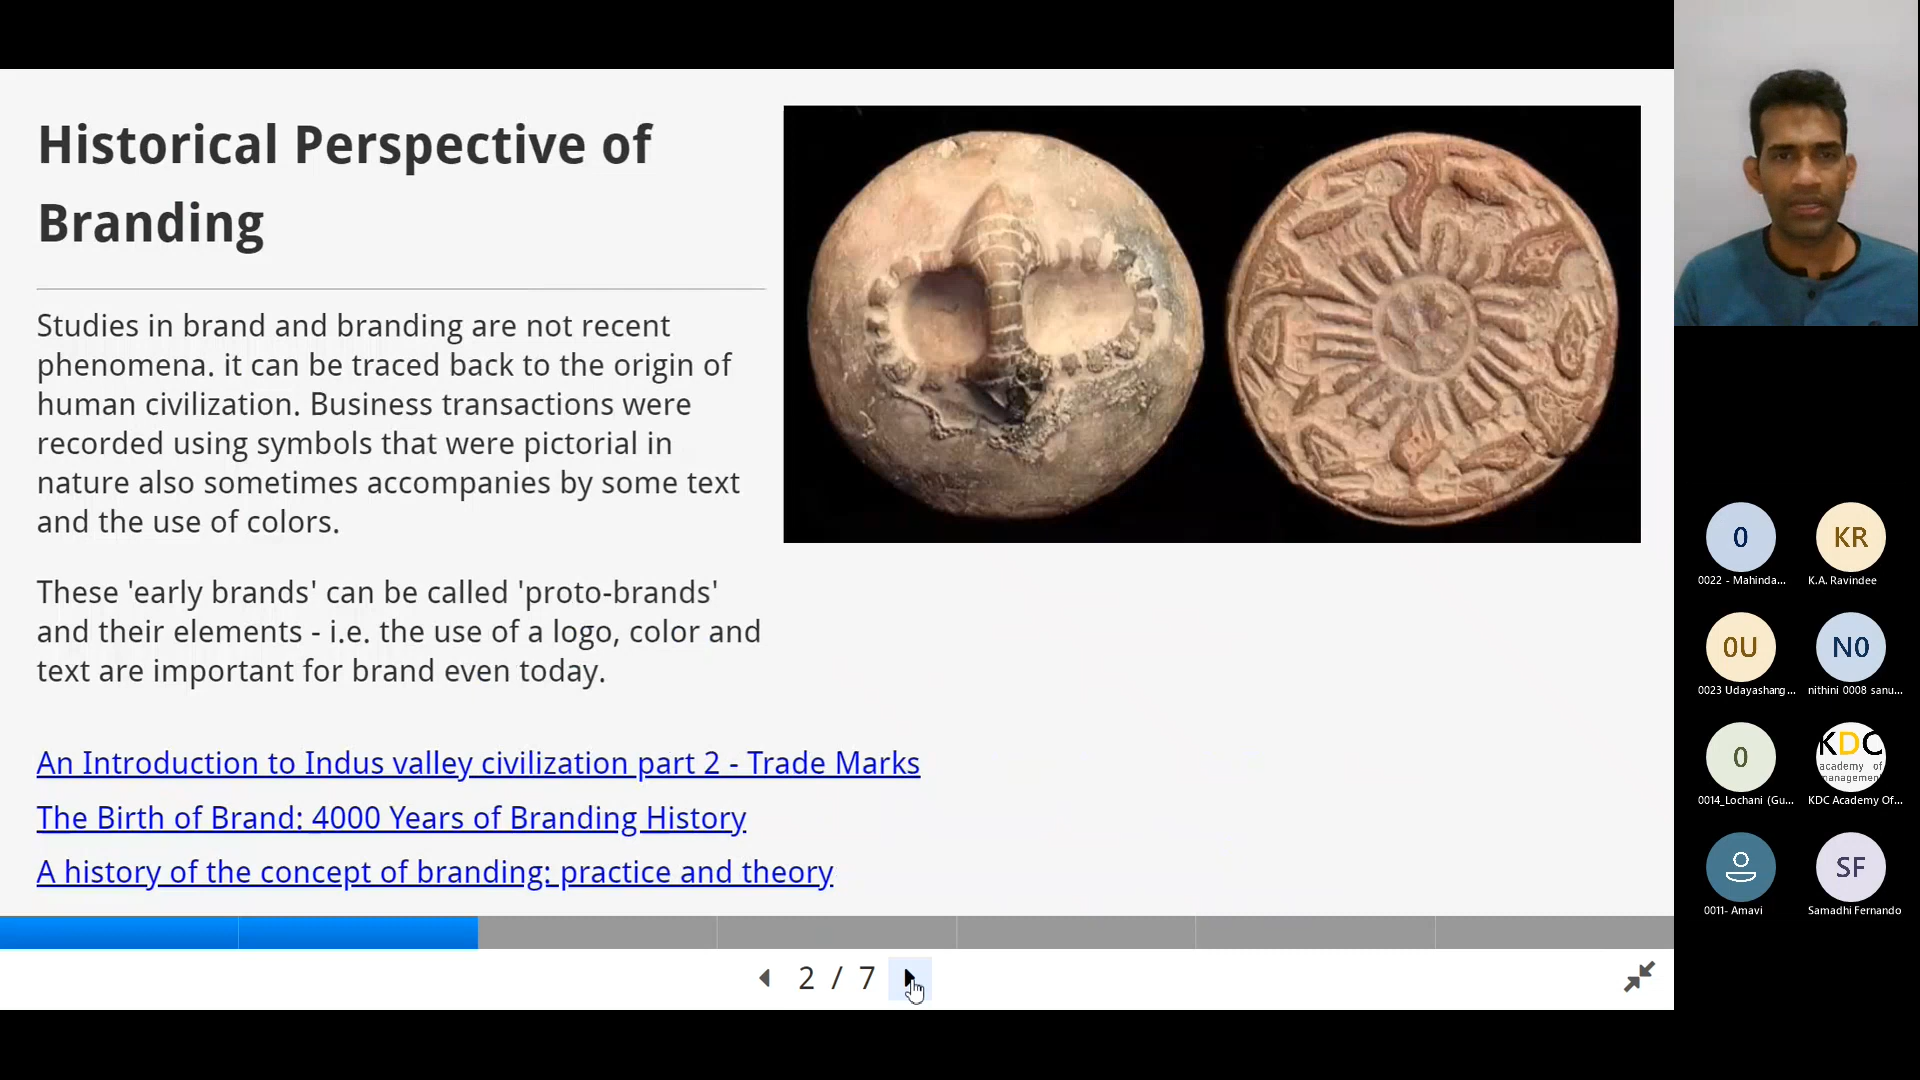 Historical Perspective of
Branding
Studies in brand and branding are not recent
phenomena. it can be traced back to the origin of
human civilization. Business transactions were
recorded using symbols that were pictorial in
nature also sometimes accompanies by some text
and the use of colors.
These 'early brands' can be called 'proto-brands'
and their elements - i.e. the use of a logo, color and
text are important for brand even today.
An Introduction to Indus valley civilization part 2 - Trade Marks
The Birth of Brand: 4000 Years of Branding History
A history of the concept of branding: practice and theory
2 / 7
0
KR
0022 - Mahinda...
K.A. Ravindee
0U
N0
0023 Udayashang...
nithini 0008 sanu...
0
KDC
academy of
management
0014_Lochani (Gu...
KDC Academy Of...
SF
0011- Amavi
Samadhi Fernando